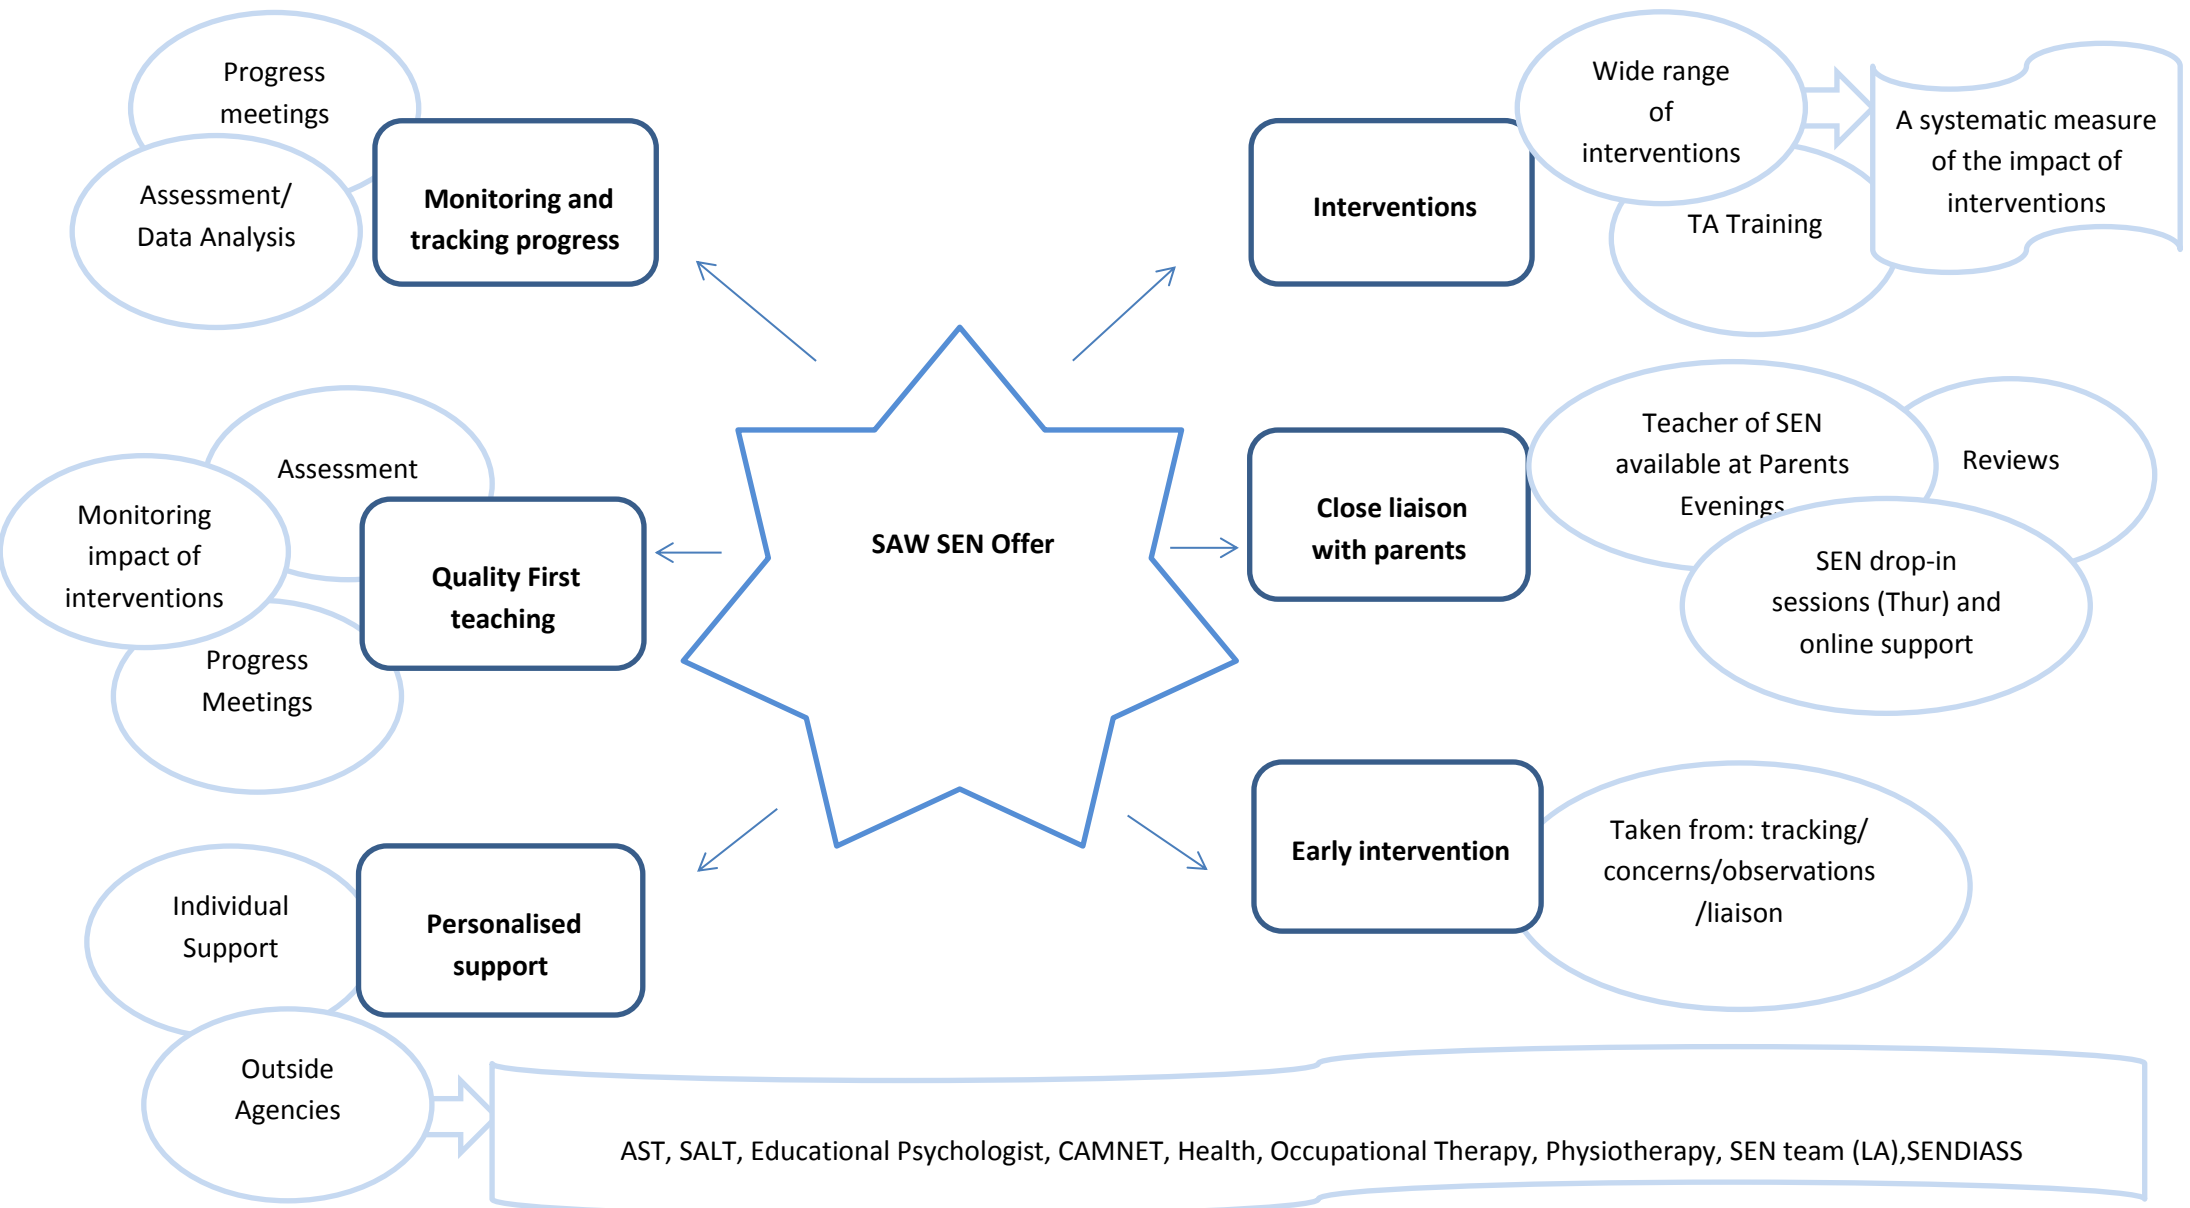 Progress
meetings
Assessment/
Data Analysis
Monitoring and
tracking progress
Interventions
Wide range
of
interventions
TA Training
A systematic measure
of the impact of
interventions
Assessment
Monitoring
impact of
interventions
Progress
Meetings
Quality First
teaching
SAW SEN Offer
Close liaison
with parents
Teacher of SEN
available at Parents
Evenings
Reviews
SEN drop-in
sessions (Thur) and
online support
Individual
Support
Personalised
support
Early intervention
Taken from: tracking/
concerns/observations
/liaison
Outside
Agencies
AST, SALT, Educational Psychologist, CAMNET, Health, Occupational Therapy, Physiotherapy, SEN team (LA),SENDIASS